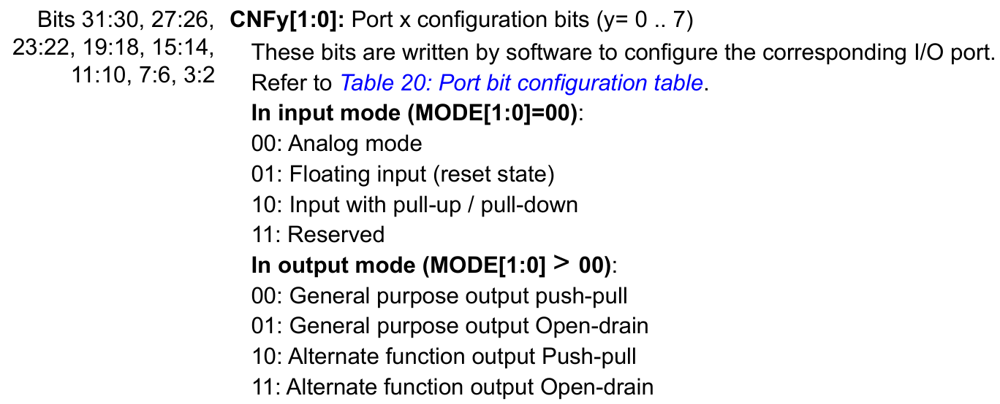 Bits 31:30, 27:26, 23:22, 19:18, 15:14, 11:10, 7:6, 3:2
CNFy[1:0]: Port x configuration bits (y= 0 .. 7)
These bits are written by software to configure the corresponding I/O port.
Refer to Table 20: Port bit configuration table.
In input mode (MODE[1:0]=00):
00: Analog mode
01: Floating input (reset state)
10: Input with pull-up / pull-down
11: Reserved
In output mode (MODE[1:0] > 00):
00: General purpose output push-pull
01: General purpose output Open-drain
10: Alternate function output Push-pull
11: Alternate function output Open-drain